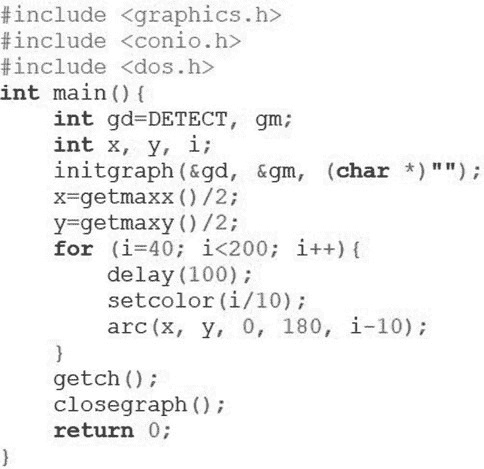 #include <graphics.h>
#include <conio.h>
#include <dos.h>
int main(){
    int gd=DETECT, gm;
    int x, y, i;
    initgraph(&gd, &gm, (char *)"");
    x=getmaxx()/2;
    y=getmaxy()/2;
    for (i=40; i<200; i++){
        delay(100);
        setcolor(i/10);
        arc(x, y, 0, 180, i-10);
    }
    getch();
    closegraph();
    return 0;
}